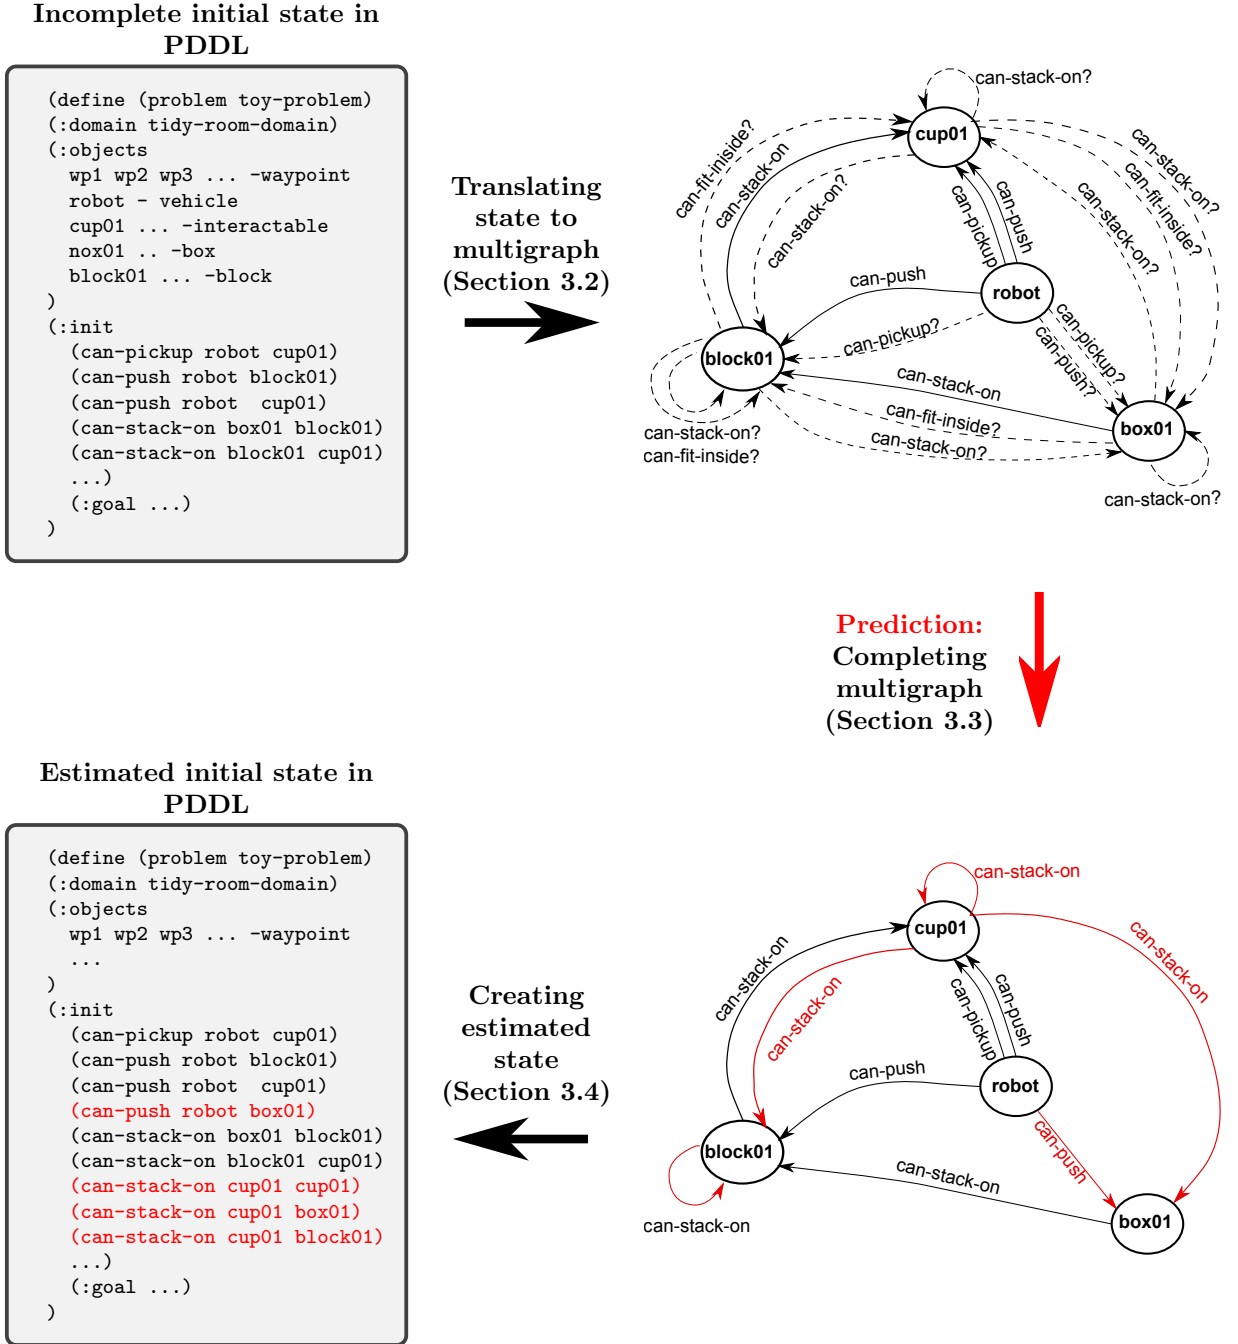 Incomplete initial state in
PDDL
(define (problem toy-problem)
(:domain tidy-room-domain)
(:objects
wp1 wp2 wp3 ... -waypoint
robot - vehicle
cup01 ... -interactable
nox01 .. -box
block01 ... -block
)
(:init
(can-pickup robot cup01)
(can-push robot block01)
(can-push robot  cup01)
(can-stack-on box01 block01)
(can-stack-on block01 cup01)
...)
(:goal ...)
)
Translating
state to
multigraph
(Section 3.2)
can-stack-on?
cup01
can-fit-iniside?
can-stack-on
can-stack-on?
can-pickup
can-push
can-stack-on?
can-fit-inside?
can-stack-on?
can-push
robot
can-pickup?
can-pickup?
can-push?
block01
can-stack-on
can-fit-inside?
can-stack-on?
box01
can-stack-on?
can-fit-inside?
can-stack-on?
Prediction:
Completing
multigraph
(Section 3.3)
Estimated initial state in
PDDL
(define (problem toy-problem)
(:domain tidy-room-domain)
(:objects
wp1 wp2 wp3 ... -waypoint
...
)
(:init
(can-pickup robot cup01)
(can-push robot block01)
(can-push robot  cup01)
(can-push robot box01)
(can-stack-on box01 block01)
(can-stack-on block01 cup01)
(can-stack-on cup01 cup01)
(can-stack-on cup01 box01)
(can-stack-on cup01 block01)
...)
(:goal ...)
)
Creating
estimated
state
(Section 3.4)
can-stack-on
cup01
can-stack-on
can-stack-on
can-pickup
can-push
can-stack-on
can-push
robot
can-push
block01
can-stack-on
can-stack-on
box01